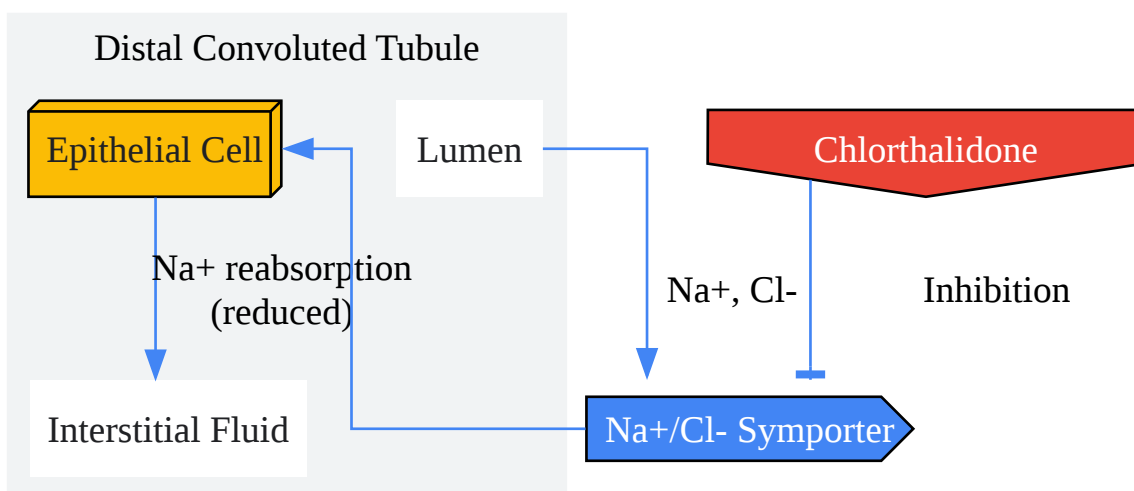 Distal Convoluted Tubule
Epithelial Cell
Lumen
Chlorthalidone
Na+ reabsorption
(reduced)
Na+, Cl-
Inhibition
Interstitial Fluid
Na+/Cl- Symporter